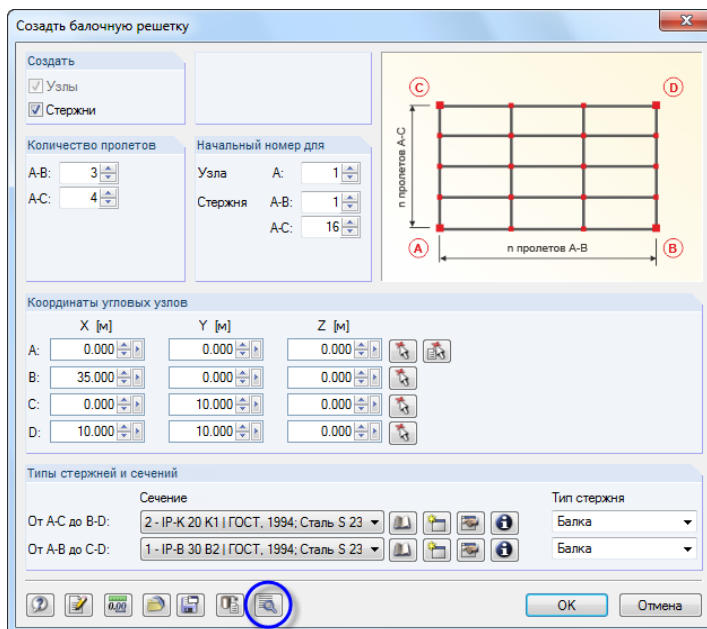 Созадть балочную решетку
Создать
Узлы
Стержни
Количество пролетов
A-B: 3
A-C: 4
Начальный номер для
Узла A: 1
Стержня A-B: 1
A-C: 16
C D
n пролетов A-C
A n пролетов A-B B
Координаты угловых узлов
X [м] Y [м] Z [м]
A: 0.000 0.000 0.000
B: 35.000 0.000 0.000
C: 0.000 10.000 0.000
D: 10.000 10.000 0.000
Типы стержней и сечений
Сечение Тип стержня
От A-C до B-D: 2 - IP-K 20 K1 | ГОСТ, 1994; Сталь S 23 Балка
От A-B до C-D: 1 - IP-B 30 B2 | ГОСТ, 1994; Сталь S 23 Балка
0.00
OK Отмена